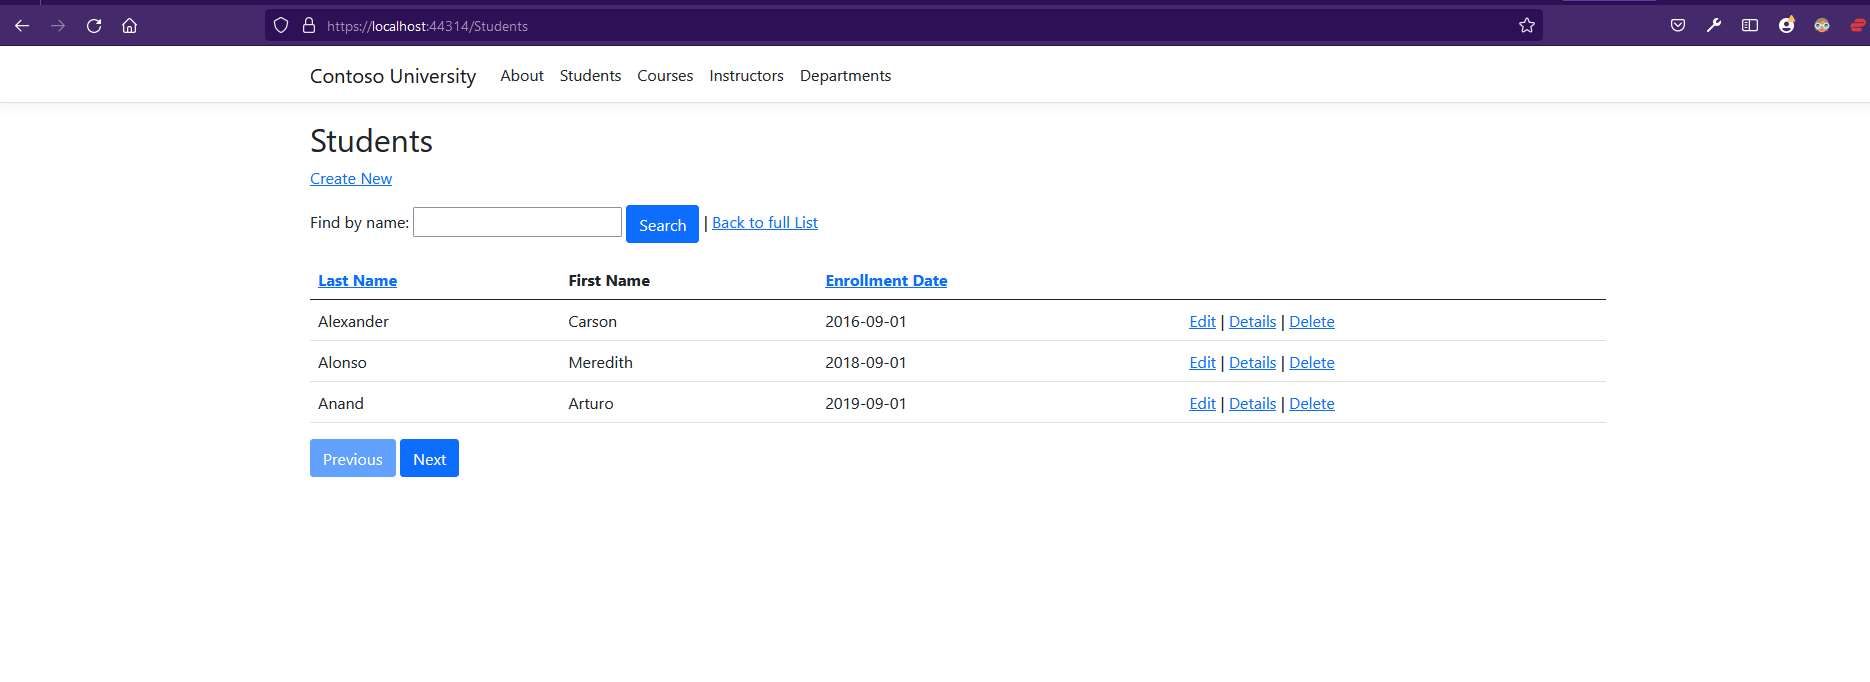 https://localhost:44314/Students
Contoso University About Students Courses Instructors Departments
Students
Create New
Find by name: Search | Back to full List
Last Name First Name Enrollment Date
Alexander Carson 2016-09-01 Edit | Details | Delete
Alonso Meredith 2018-09-01 Edit | Details | Delete
Anand Arturo 2019-09-01 Edit | Details | Delete
Previous Next